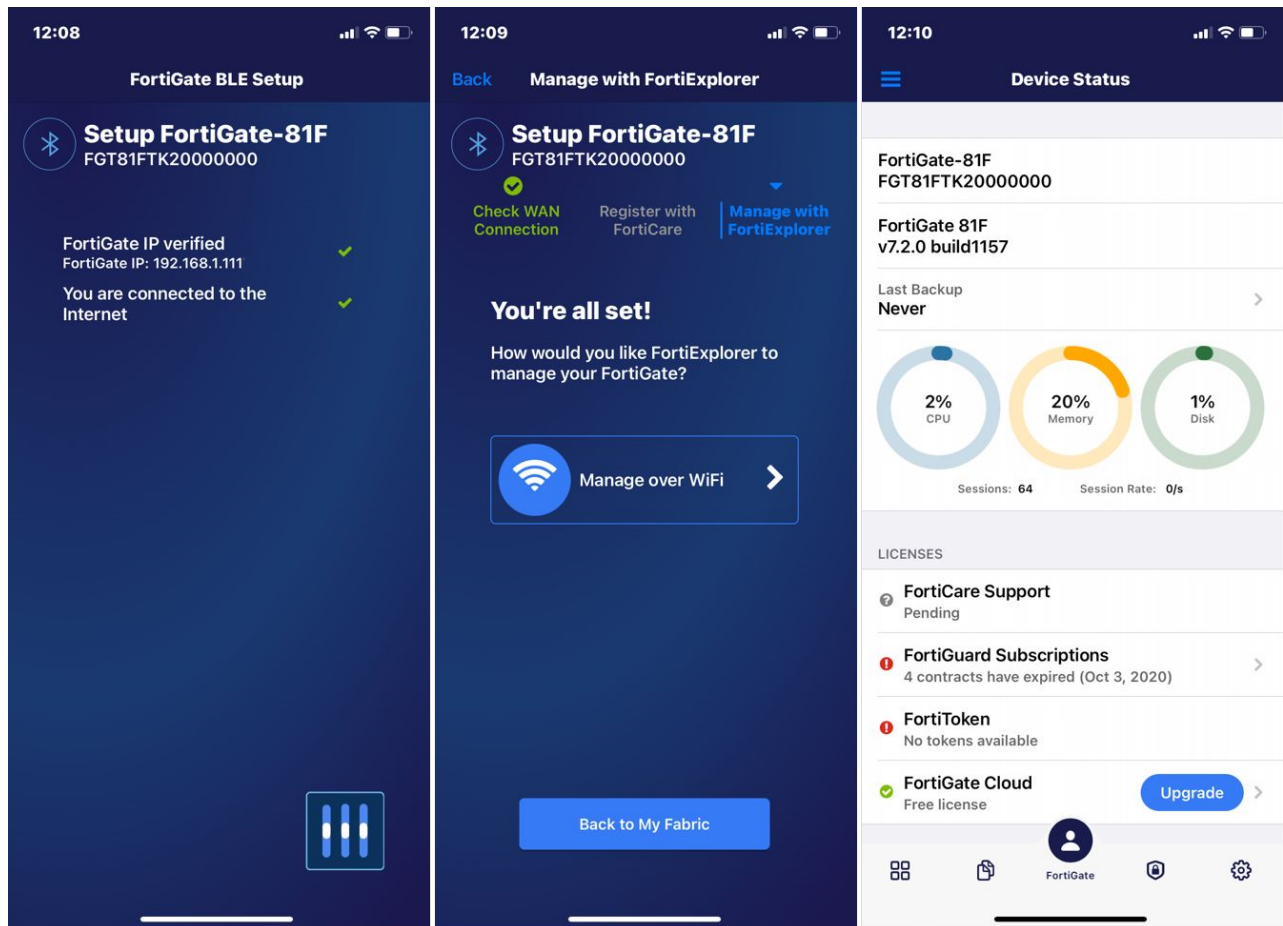 12:08
FortiGate BLE Setup
Setup FortiGate-81F
FGT81FTK20000000
FortiGate IP verified
FortiGate IP: 192.168.1.111
You are connected to the
Internet
12:09
Back
Manage with FortiExplorer
Setup FortiGate-81F
FGT81FTK20000000
Check WAN
Connection
Register with
FortiCare
Manage with
FortiExplorer
You're all set!
How would you like FortiExplorer to
manage your FortiGate?
Manage over WiFi
Back to My Fabric
12:10
Device Status
FortiGate-81F
FGT81FTK20000000
FortiGate 81F
v7.2.0 build1157
Last Backup
Never
2%
CPU
20%
Memory
1%
Disk
Sessions: 64
Session Rate: 0/s
LICENSES
FortiCare Support
Pending
FortiGuard Subscriptions
4 contracts have expired (Oct 3, 2020)
FortiToken
No tokens available
FortiGate Cloud
Free license
Upgrade
FortiGate